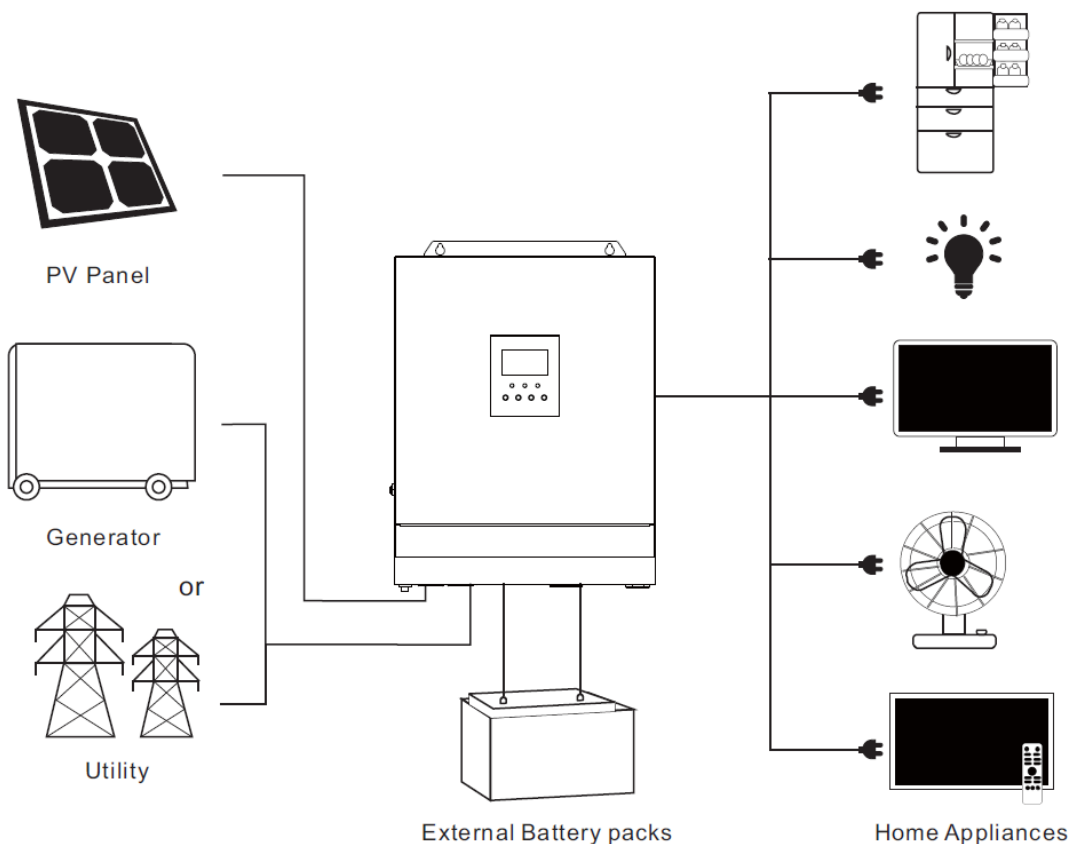 PV Panel
Generator
or
Utility
External Battery packs
Home Appliances